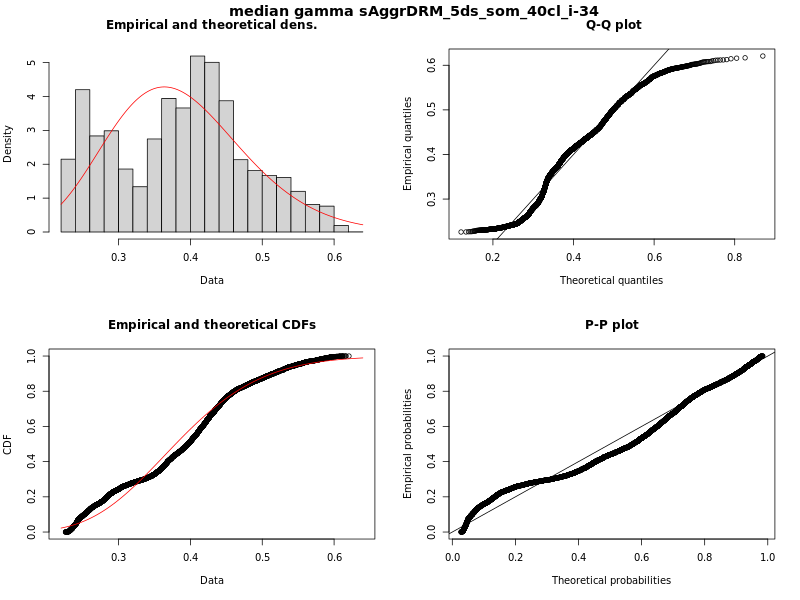 median gamma sAggrDRM_5ds_som_40cl_i-34
Empirical and theoretical dens.
Density
0 1 2 3 4 5
0.3 0.4 0.5 0.6
Data
Q-Q plot
Empirical quantiles
0.3 0.4 0.5 0.6
0.2 0.4 0.6 0.8
Theoretical quantiles
Empirical and theoretical CDFs
CDF
0.0 0.2 0.4 0.6 0.8 1.0
0.3 0.4 0.5 0.6
Data
P-P plot
Empirical probabilities
0.0 0.2 0.4 0.6 0.8 1.0
0.0 0.2 0.4 0.6 0.8 1.0
Theoretical probabilities